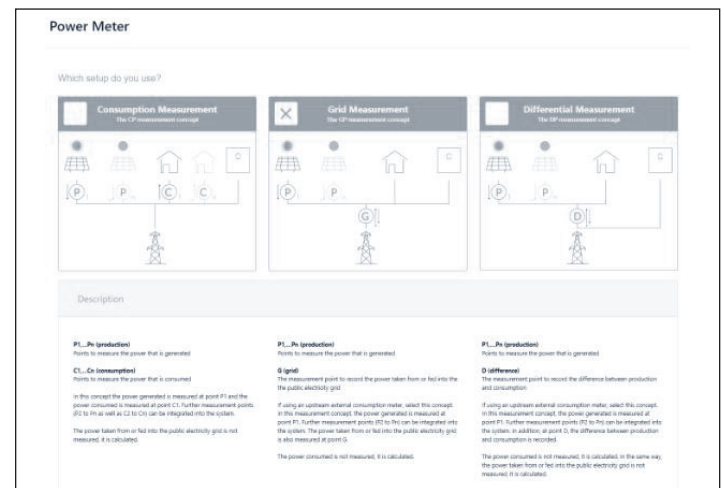 Power Meter
Which setup do you use?
Consumption Measurement
The CP measurement concept
Grid Measurement
The GP measurement concept
Differential Measurement
The DP measurement concept
C
C
C
P
P
C
C
P
P
P
P
G
D
Description
P1,...Pn (production)
Points to measure the power that is generated
C1,...Cn (consumption)
Points to measure the power that is consumed
In this concept the power generated is measured at point P1 and the
power consumed is measured at point C1. Further measurement points
(P2 to Pn as well as C2 to Cn) can be integrated into the system.
The power taken from or fed into the public electricity grid is not
measured, it is calculated.
P1,...Pn (production)
Points to measure the power that is generated
G (grid)
The measurement point to record the power taken from or fed into the
the public electricity grid
If using an upstream external consumption meter, select this concept.
In this measurement concept, the power generated is measured at
point P1. Further measurement points (P2 to Pn) can be integrated into
the system. The power taken from or fed into the public electricity grid
is also measured at point G.
The power consumed is not measured, it is calculated.
P1,...Pn (production)
Points to measure the power that is generated
D (difference)
The measurement point to record the difference between production
and consumption
If using an upstream external consumption meter, select this concept.
In this measurement concept, the power generated is measured at
point P1. Further measurement points (P2 to Pn) can be integrated into
the system. In addition, at point D, the difference between production
and consumption is recorded.
The power consumed is not measured, it is calculated. In the same way,
the power taken from or fed into the public electricity grid is not
measured, it is calculated.